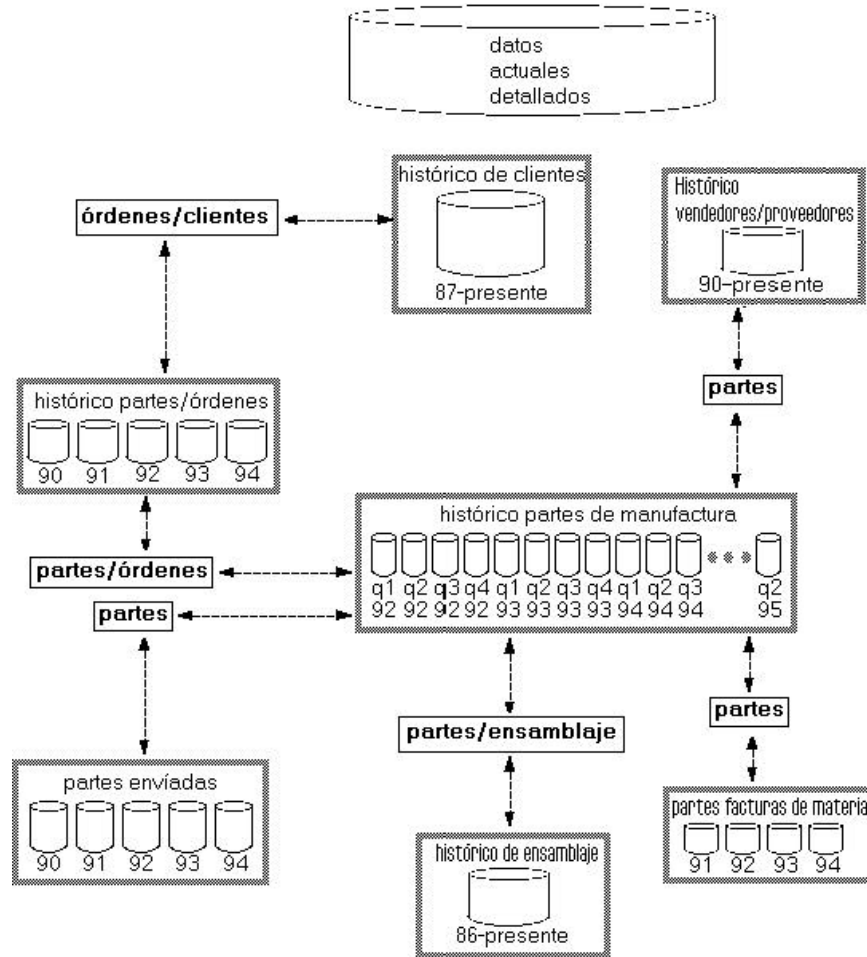 datos
actuales
detallados
histórico de clientes
87-presente
Histórico
vendedores/proveedores
90-presente
órdenes/clientes
partes
histórico partes/órdenes
90 91 92 93 94
histórico partes de manufactura
q1 q2 q3 q4 q1 q2 q3 q4 q1 q2 q3 q2
92 92 92 92 93 93 93 93 94 94 94 95
partes/órdenes
partes
partes/ensamblaje
partes
partes envíadas
90 91 92 93 94
histórico de ensamblaje
86-presente
partes facturas de materia
91 92 93 94